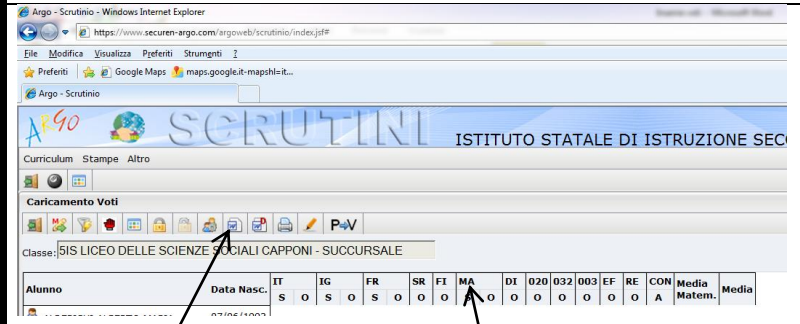 Argo - Scrutinio - Windows Internet Explorer
https://www.securen-argo.com/argoweb/scrutinio/index.jsf#
File Modifica Visualizza Preferiti Strumenti ?
Preferiti Google Maps maps.google.it-mapshl=it...
Argo - Scrutinio
ARGO SCRUTINI ISTITUTO STATALE DI ISTRUZIONE SEC
Curriculum Stampe Altro
Caricamento Voti
P⇒V
Classe: 5IS LICEO DELLE SCIENZE SOCIALI CAPPONI - SUCCURSALE
Alunno Data Nasc. IT IG FR SR FI MA DI 020 032 003 EF RE CON Media Matem. Media
S O S O S O O O S O O O O O O O A